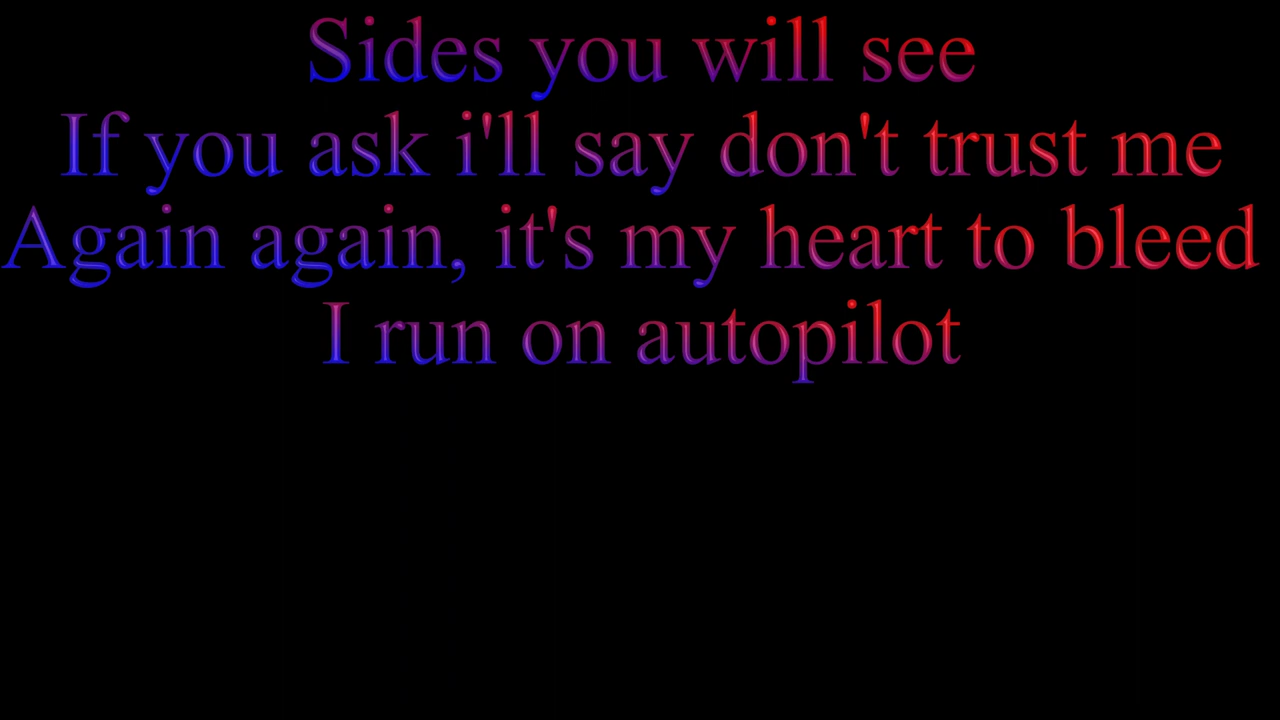 Sides you will see
If you ask i'll say don't trust me
Again again, it's my heart to bleed
I run on autopilot